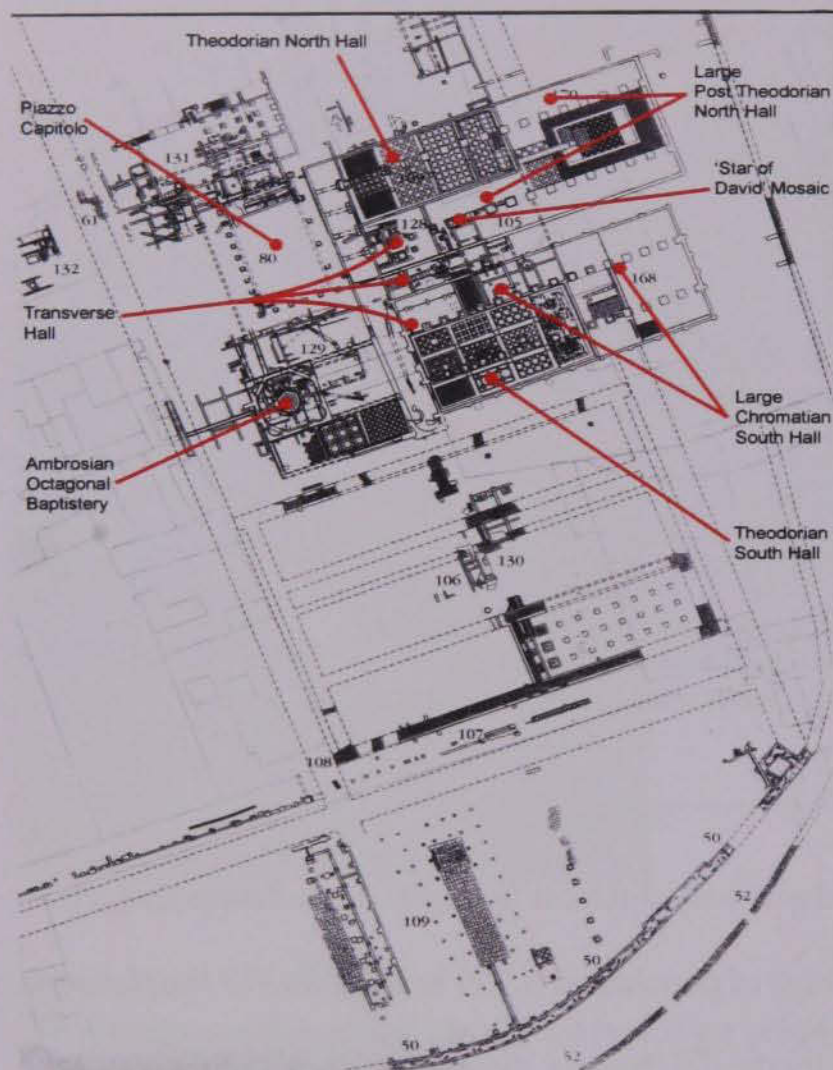 Theodorian North Hall
Large
Post Theodorian
North Hall
Piazzo
Capitolo
'Star of
David' Mosaic
Transverse
Hall
Large
Chromatian
South Hall
Ambrosian
Octagonal
Baptistery
Theodorian
South Hall
170
131
61
132
128
105
80
168
129
130
106
107
108
50
52
109
50
50
52